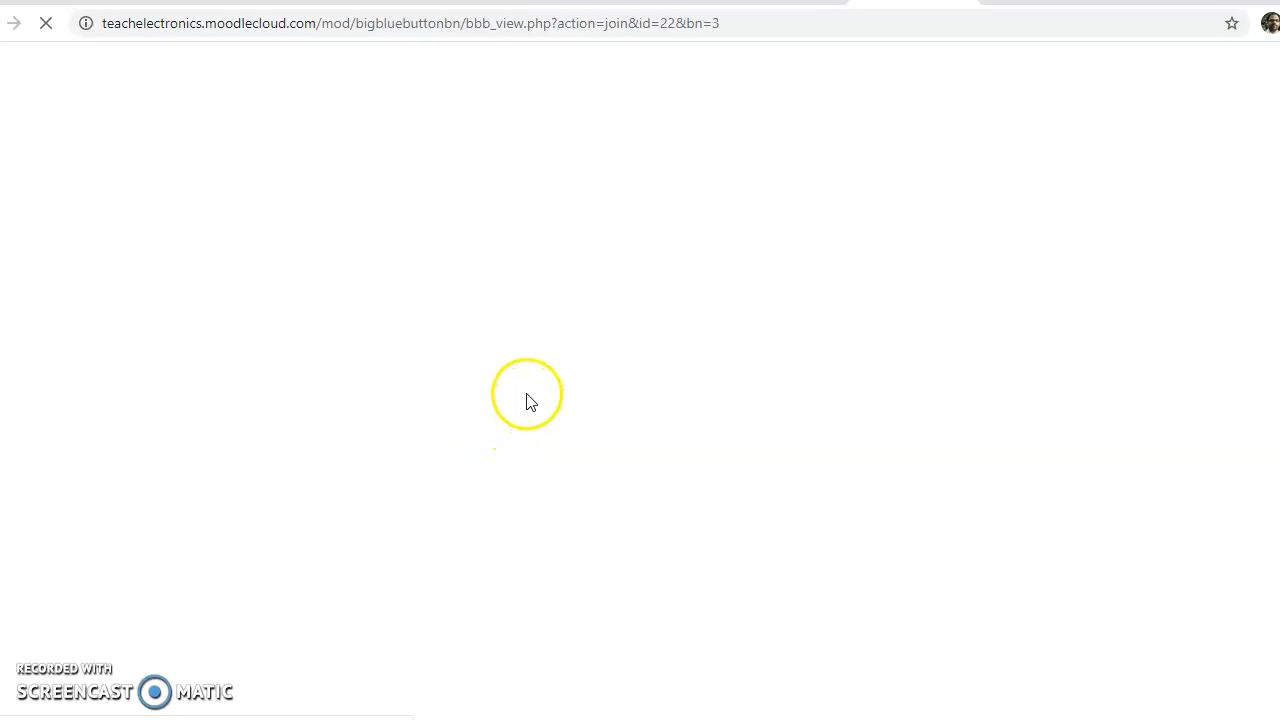 teachelectronics.moodlecloud.com/mod/bigbluebuttonbn/bbb_view.php?action=join&id=22&bn=3
RECORDED WITH
SCREENCAST MATIC